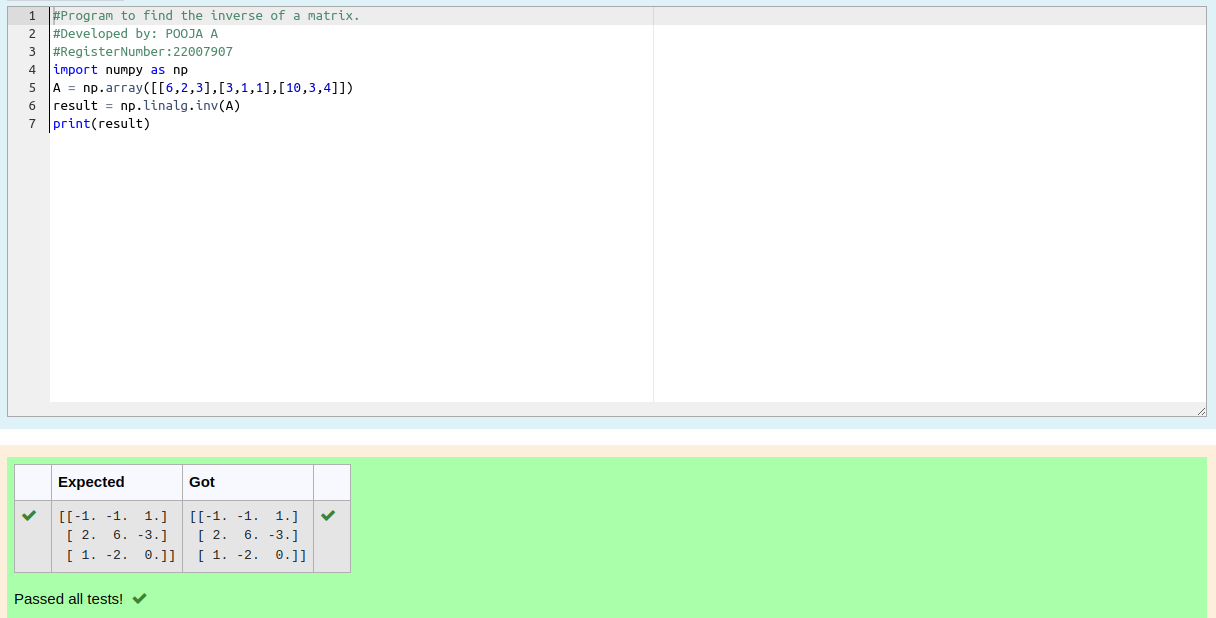 1 #Program to find the inverse of a matrix.
2 #Developed by: POOJA A
3 #RegisterNumber:22007907
4 import numpy as np
5 A = np.array([[6,2,3],[3,1,1],[10,3,4]])
6 result = np.linalg.inv(A)
7 print(result)
Expected Got
[[-1. -1.  1.] [[-1. -1.  1.]
[ 2.  6. -3.] [ 2.  6. -3.]
[ 1. -2.  0.]] [ 1. -2.  0.]]
Passed all tests!